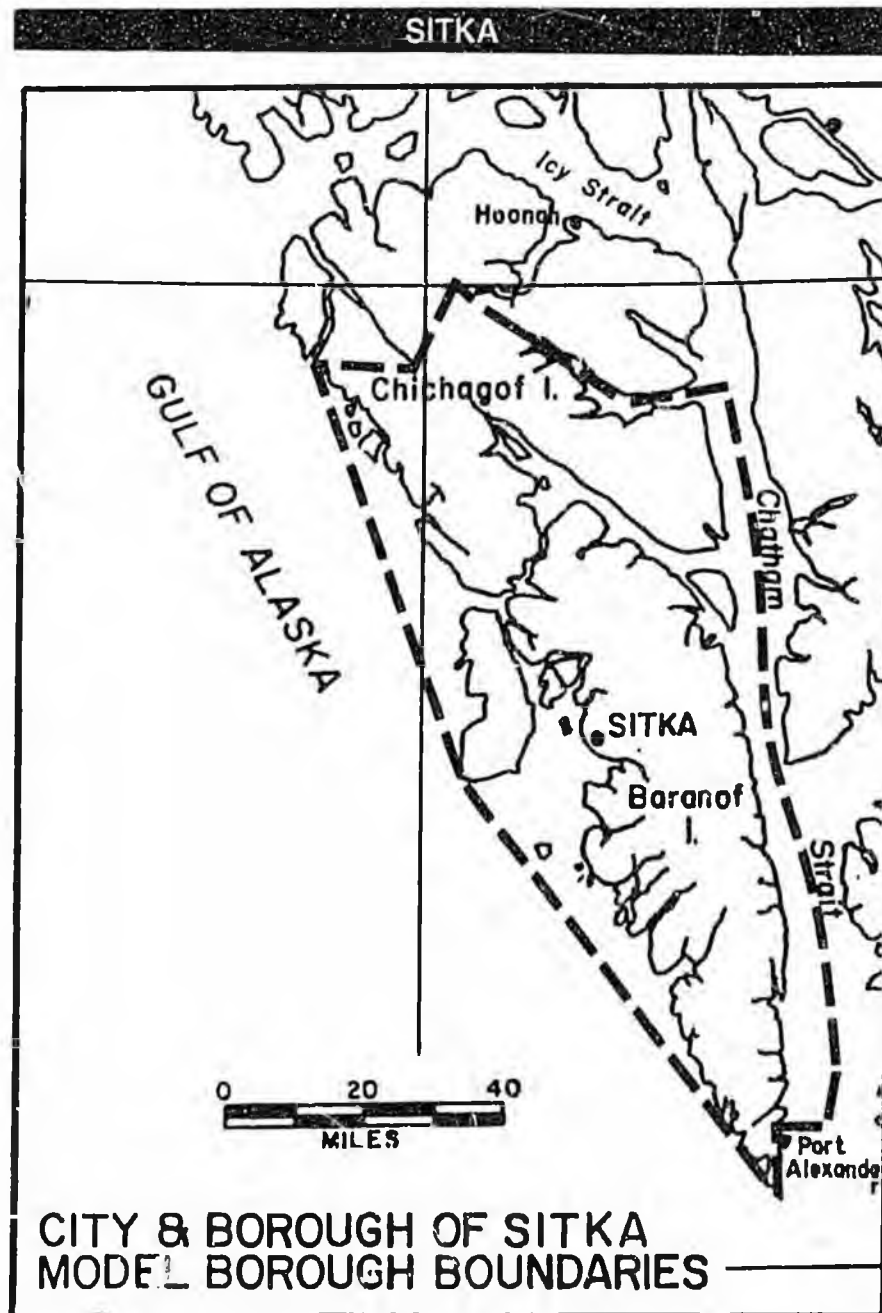 SITKA
Icy Strait
Hoonah
Chichagof I.
GULF OF ALASKA
Chatham
Strait
SITKA
Baranof
I.
0 20 40
MILES
Port
Alexande
r
CITY & BOROUGH OF SITKA
MODEL BOROUGH BOUNDARIES